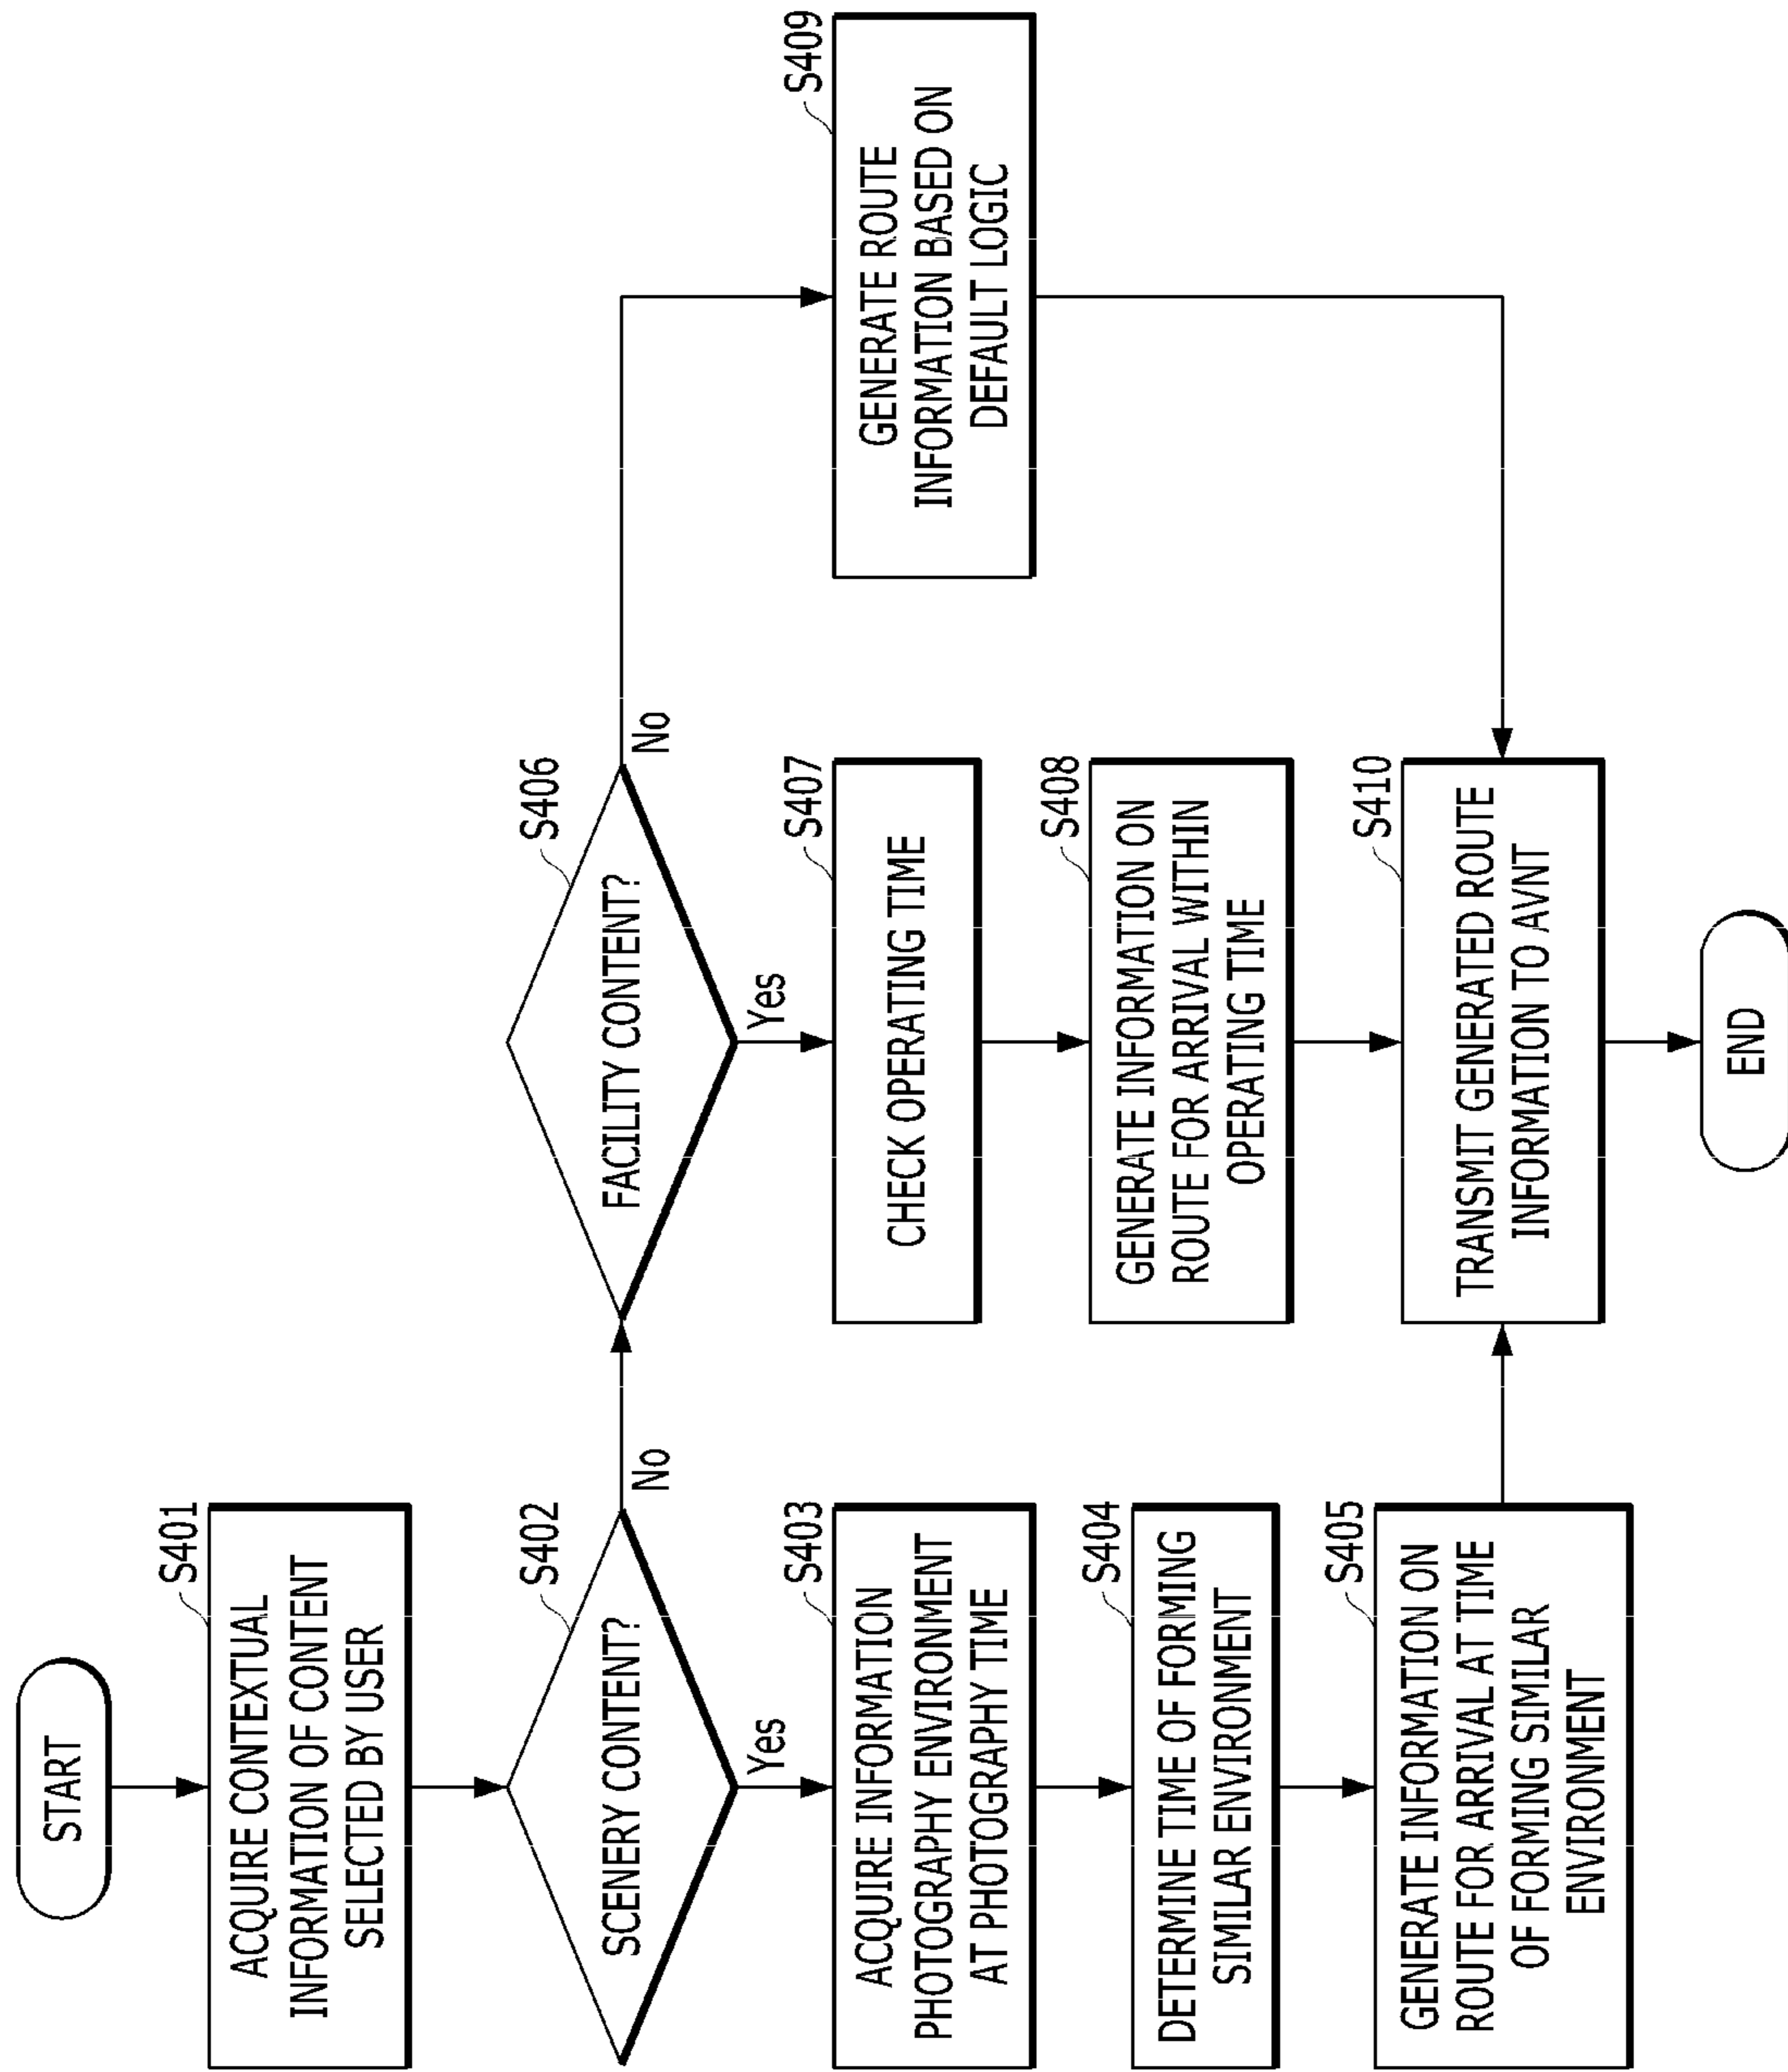 START
S401
ACQUIRE CONTEXTUAL
INFORMATION OF CONTENT
SELECTED BY USER
S402
SCENERY CONTENT?
No
Yes
S403
ACQUIRE INFORMATION
PHOTOGRAPHY ENVIRONMENT
AT PHOTOGRAPHY TIME
S404
DETERMINE TIME OF FORMING
SIMILAR ENVIRONMENT
S405
GENERATE INFORMATION ON
ROUTE FOR ARRIVAL AT TIME
OF FORMING SIMILAR
ENVIRONMENT
S406
FACILITY CONTENT?
No
Yes
S407
CHECK OPERATING TIME
S408
GENERATE INFORMATION ON
ROUTE FOR ARRIVAL WITHIN
OPERATING TIME
S409
GENERATE ROUTE
INFORMATION BASED ON
DEFAULT LOGIC
S410
TRANSMIT GENERATED ROUTE
INFORMATION TO AVNT
END